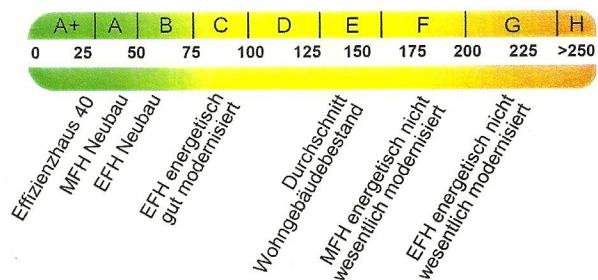 A+ A B C D E F G H
0 25 50 75 100 125 150 175 200 225 >250
Effizienzhaus 40
MFH Neubau
EFH Neubau
EFH energetisch
gut modernisiert
Durchschnitt
Wohngebäudebestand
MFH energetisch nicht
wesentlich modernisiert
EFH energetisch nicht
wesentlich modernisiert